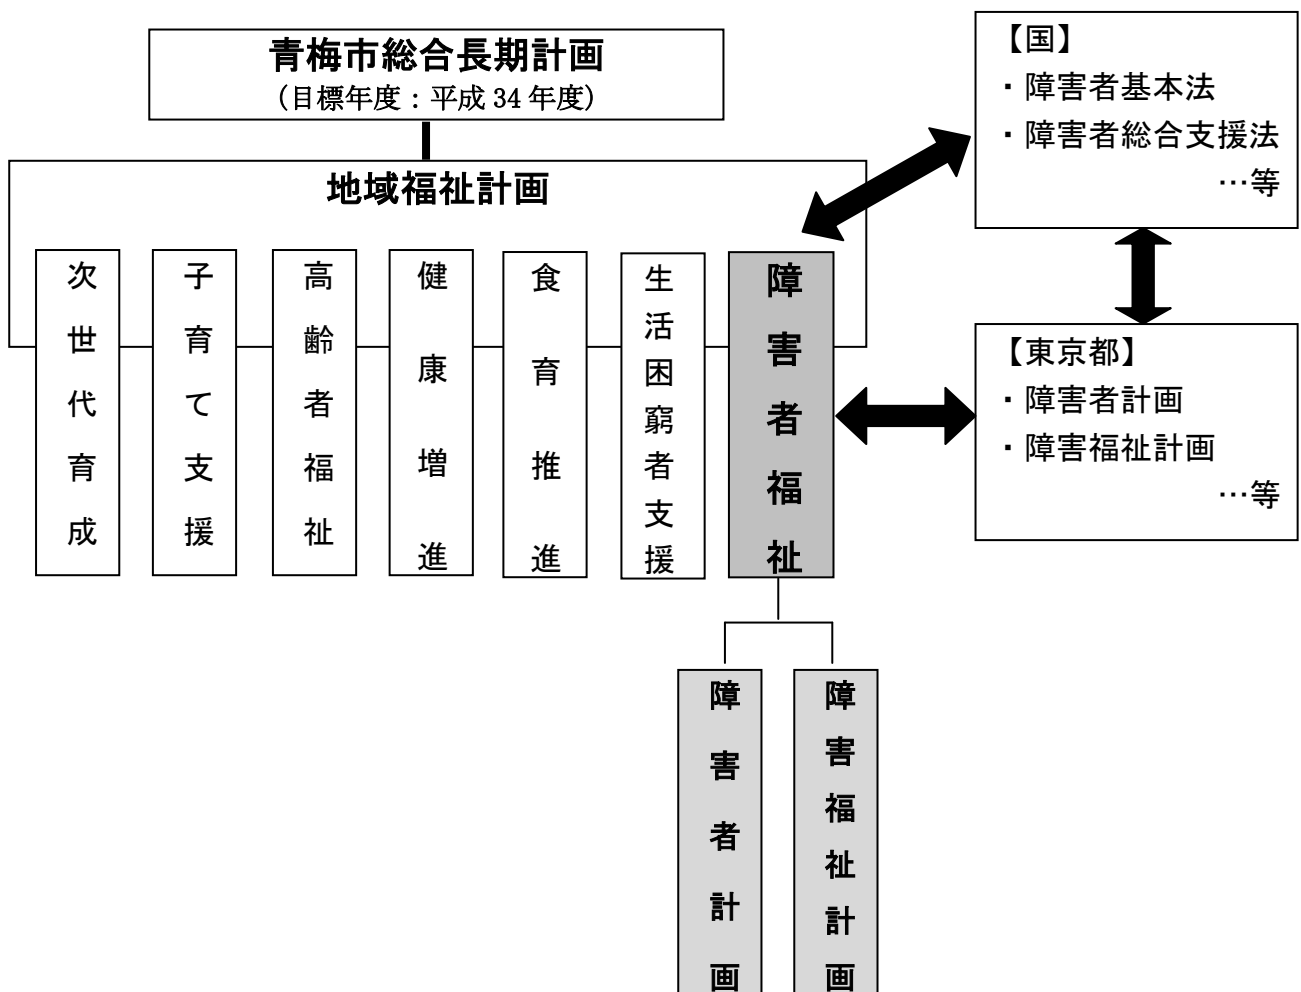 青梅市総合長期計画
(目標年度：平成 34 年度)
地域福祉計画
次世代育成
子育て支援
高齢者福祉
健康増進
食育推進
生活困窮者支援
障害者福祉
【国】
・障害者基本法
・障害者総合支援法
…等
【東京都】
・障害者計画
・障害福祉計画
…等
障害者計画
障害福祉計画